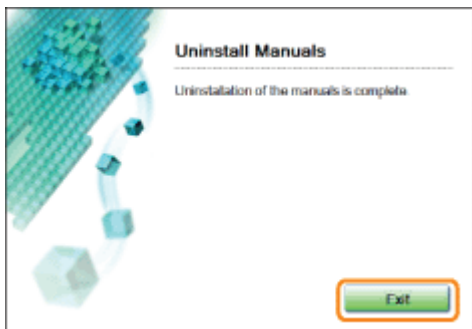 Uninstall Manuals
Uninstallation of the manuals is complete.
Exit